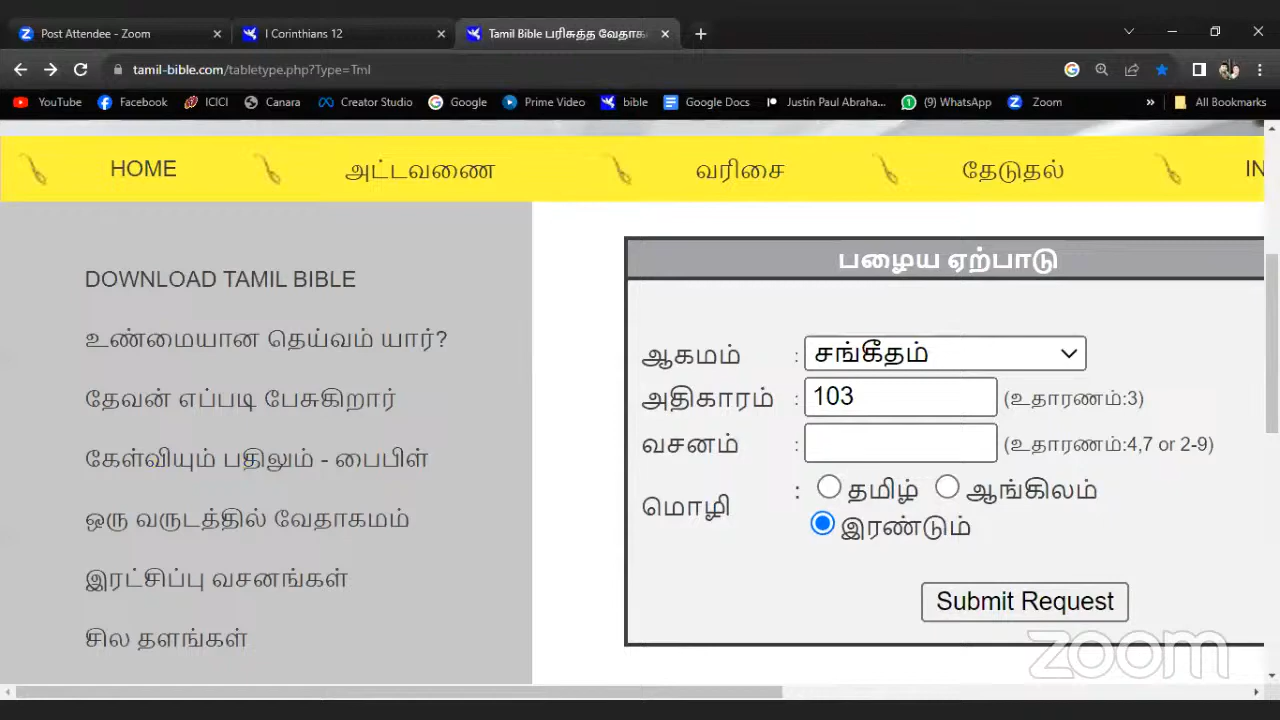 Post Attendee - Zoom
I Corinthians 12
Tamil Bible பரிசுத்த வேதாக
tamil-bible.com/tabletype.php?Type=Tml
YouTube Facebook ICICI Canara Creator Studio Google Prime Video bible Google Docs Justin Paul Abraha... (9) WhatsApp Zoom » All Bookmarks
HOME அட்டவணை வரிசை தேடுதல் IN
DOWNLOAD TAMIL BIBLE
உண்மையான தெய்வம் யார்?
தேவன் எப்படி பேசுகிறார்
கேள்வியும் பதிலும் - பைபிள்
ஒரு வருடத்தில் வேதாகமம்
இரட்சிப்பு வசனங்கள்
சில தளங்கள்
பழைய ஏற்பாடு
ஆகமம் : சங்கீதம்
அதிகாரம் : 103 (உதாரணம்:3)
வசனம் : (உதாரணம்:4,7 or 2-9)
மொழி : தமிழ் ஆங்கிலம்
இரண்டும்
Submit Request
zoom